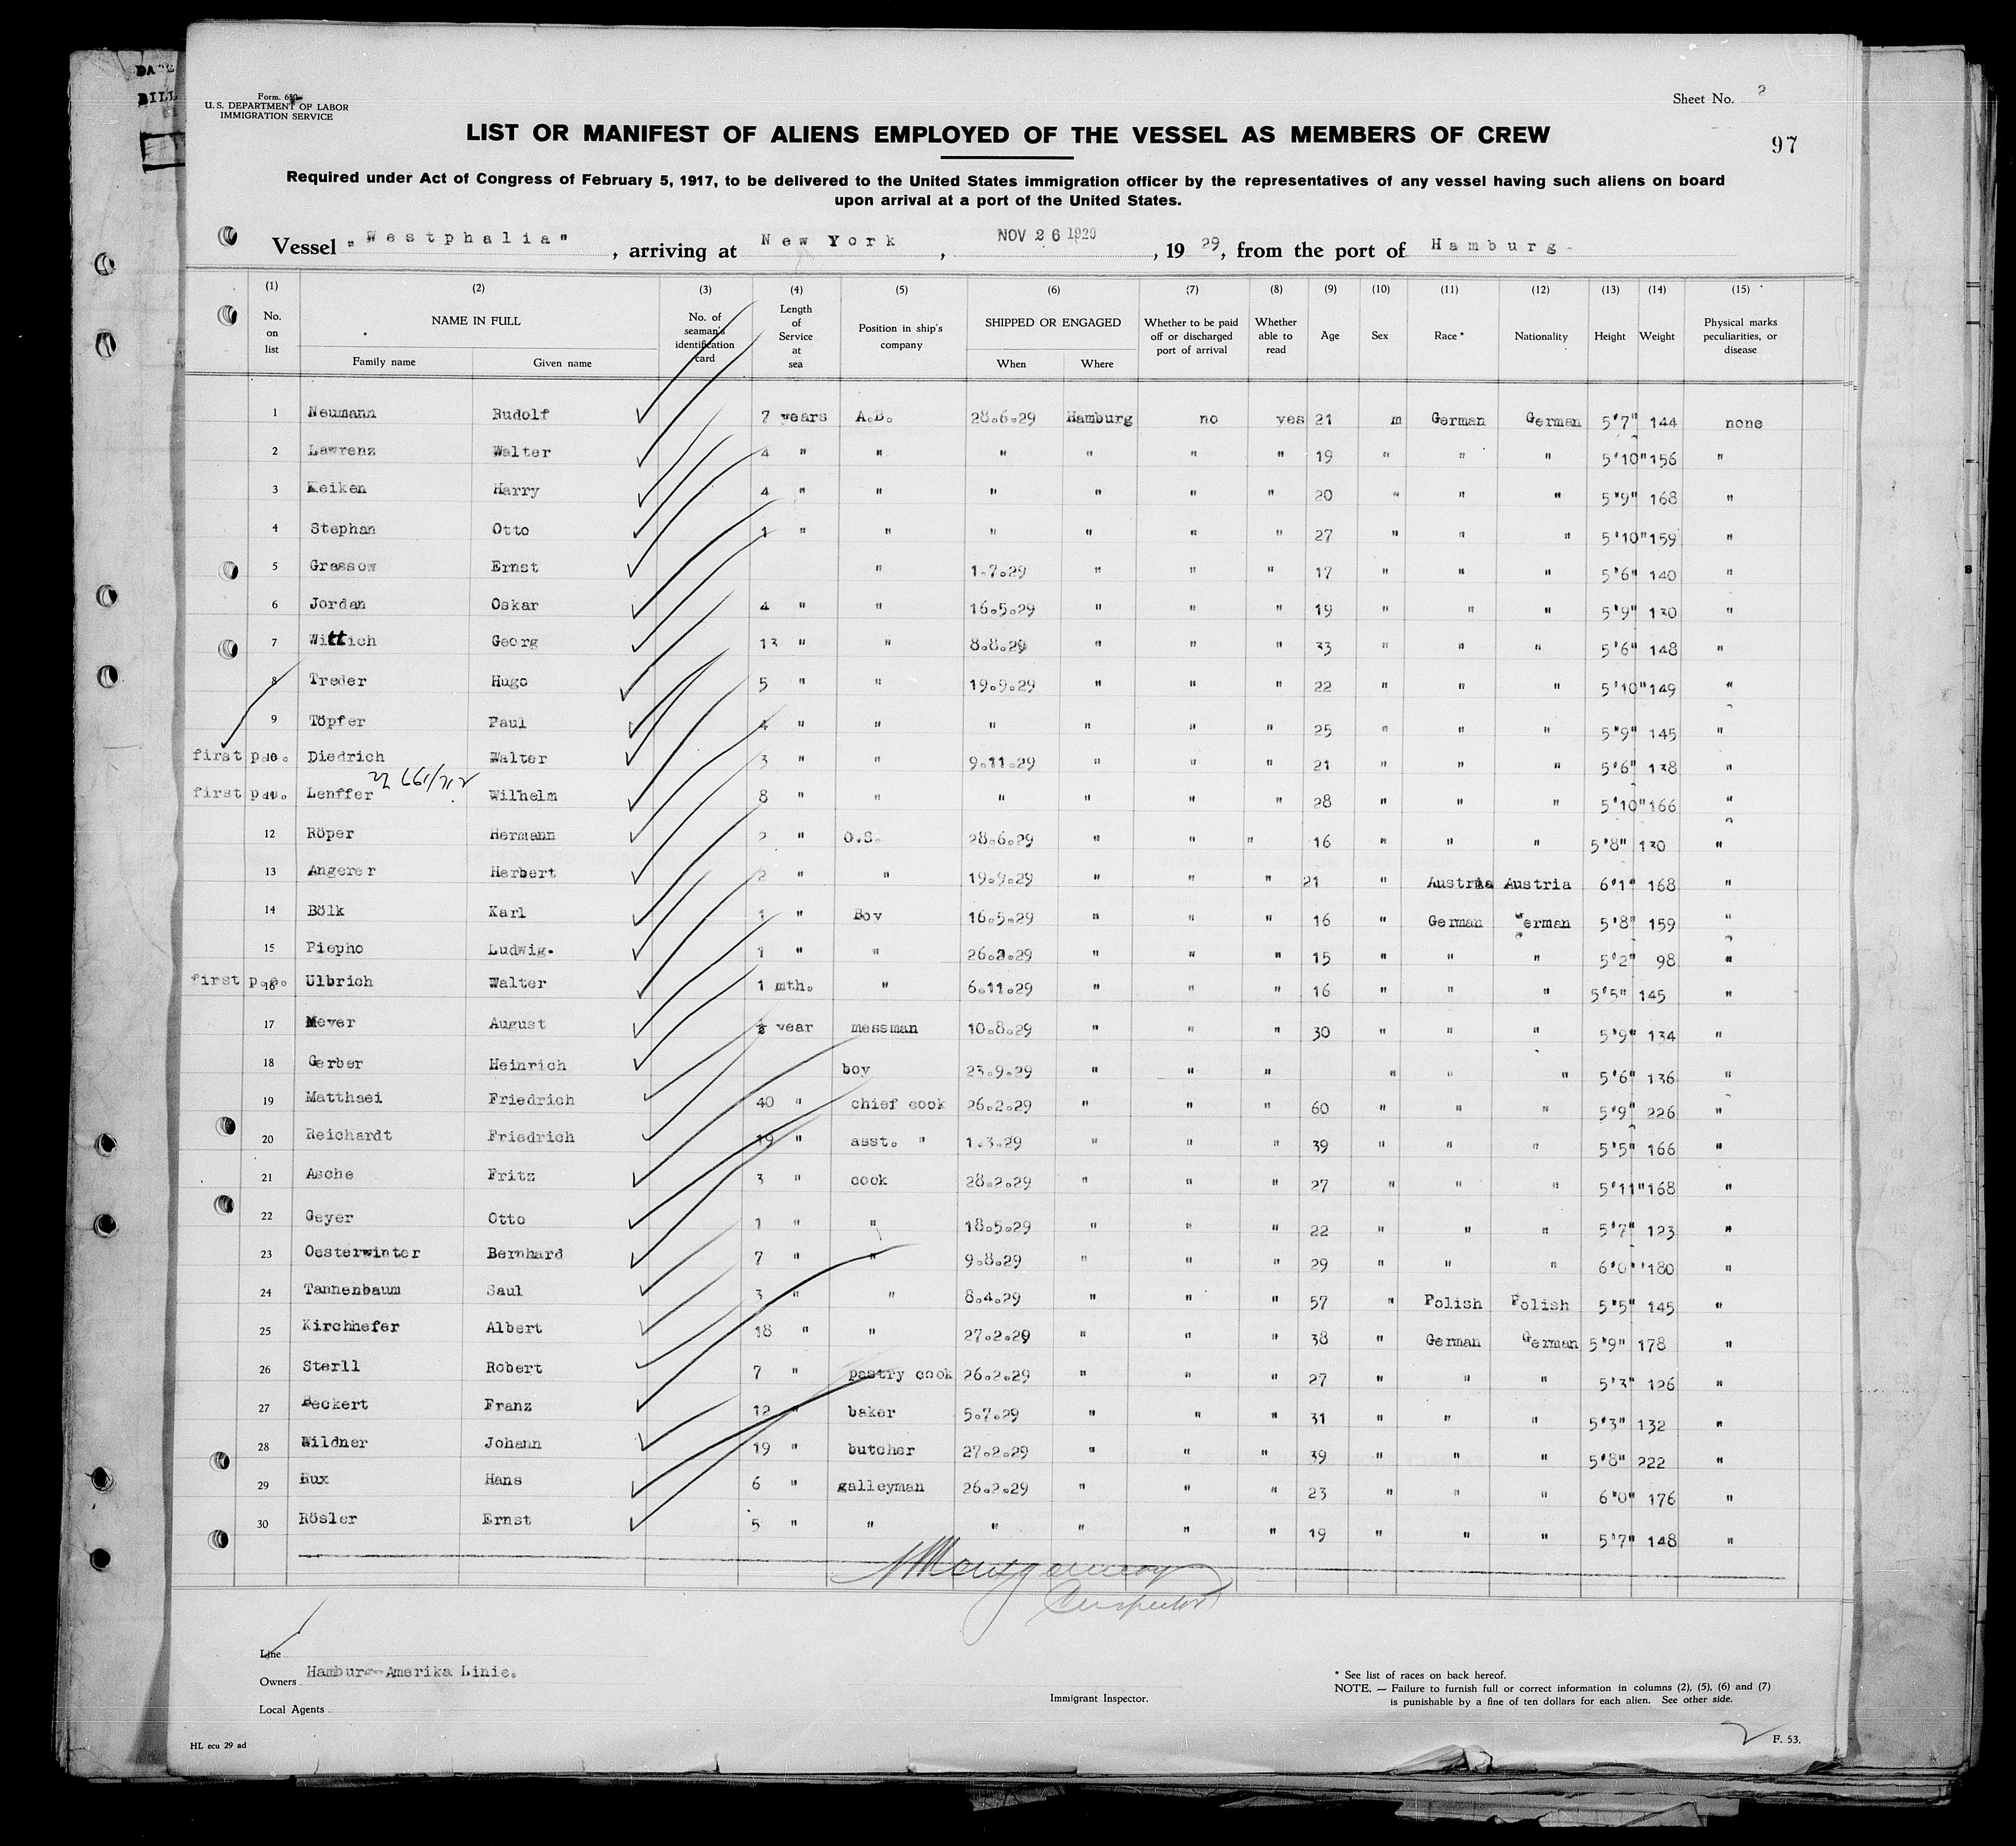 DA
BILL
Form. 680
U. S. DEPARTMENT OF LABOR
IMMIGRATION SERVICE
Sheet No. 2
97
LIST OR MANIFEST OF ALIENS EMPLOYED OF THE VESSEL AS MEMBERS OF CREW
Required under Act of Congress of February 5, 1917, to be delivered to the United States immigration officer by the representatives of any vessel having such aliens on board
upon arrival at a port of the United States.
Vessel "Westphalia", arriving at New York, NOV 26 1929, 19 29, from the port of Hamburg-
(1) (2) (3) (4) (5) (6) (7) (8) (9) (10) (11) (12) (13) (14) (15)
No. on list NAME IN FULL Family name Given name No. of seaman's identification card Length of Service at sea Position in ship's company SHIPPED OR ENGAGED When Where Whether to be paid off or discharged port of arrival Whether able to read Age Sex Race * Nationality Height Weight Physical marks peculiarities, or disease
1 Neumann Rudolf 7 years A.B. 28.6.29 Hamburg no yes 21 m German German 5'7" 144 none
2 Lawrenz Walter 4 " " " " " " 19 " " " 5'10" 156 "
3 Keiken Harry 4 " " " " " " 20 " " " 5'9" 168 "
4 Stephan Otto 1 " " " " " " 27 " " " 5'10" 159 "
5 Grassow Ernst " 1.7.29 " " " 17 " " " 5'6" 140 "
6 Jordan Oskar 4 " " 16.5.29 " " " 19 " " " 5'9" 130 "
7 Wittich Georg 13 " " 8.8.29 " " " 33 " " " 5'6" 148 "
8 Treder Hugo 5 " " 19.9.29 " " " 22 " " " 5'10" 149 "
9 Töpfer Paul 4 " " " " " " 25 " " " 5'9" 145 "
first p.o. 10 Diedrich Walter 3 " " 9.11.29 " " " 21 " " " 5'6" 138 "
first p.o. 11 Lenffer Wilhelm 8 " " " " " " 28 " " " 5'10" 166 "
12 Röper Hermann 2 " O.S. 28.6.29 " " " 16 " " " 5'8" 130 "
13 Angerer Herbert 2 " " 19.9.29 " " " 21 " Austria Austria 6'1" 168 "
14 Bölk Karl 1 " Boy 16.5.29 " " " 16 " German German 5'8" 159 "
15 Piepho Ludwig. 1 " " 26.2.29 " " " 15 " " " 5'2" 98 "
first p.o. 16 Ulbrich Walter 1 mth. " 6.11.29 " " " 16 " " " 5'5" 145 "
17 Meyer August ½ year messman 10.8.29 " " " 30 " " " 5'9" 134 "
18 Gerber Heinrich boy 23.9.29 " " " " " " 5'6" 136 "
19 Matthaei Friedrich 40 " chief cook 26.2.29 " " " 60 " " " 5'9" 226 "
20 Reichardt Friedrich 19 " asst. " 1.3.29 " " " 39 " " " 5'5" 166 "
21 Asche Fritz 3 " cook 28.2.29 " " " 27 " " " 5'11" 168 "
22 Geyer Otto 1 " " 18.5.29 " " " 22 " " " 5'7" 123 "
23 Oesterwinter Bernhard 7 " " 9.8.29 " " " 29 " " " 6'0" 180 "
24 Tannenbaum Saul 3 " " 8.4.29 " " " 57 " Polish Polish 5'5" 145 "
25 Kirchhefer Albert 18 " " 27.2.29 " " " 38 " German German 5'9" 178 "
26 Sterll Robert 7 " pastry cook 26.2.29 " " " 27 " " " 5'3" 126 "
27 Beckert Franz 12 " baker 5.7.29 " " " 31 " " " 5'3" 132 "
28 Wildner Johann 19 " butcher 27.2.29 " " " 39 " " " 5'8" 222 "
29 Rux Hans 6 " galleyman 26.2.29 " " " 23 " " " 6'0" 176 "
30 Rösler Ernst 5 " " " " " " 19 " " " 5'7" 148 "
Montgomery
Inspector
Line
Owners Hamburg-Amerika Linie.
Local Agents
Immigrant Inspector.
* See list of races on back hereof.
NOTE. — Failure to furnish full or correct information in columns (2), (5), (6) and (7)
is punishable by a fine of ten dollars for each alien. See other side.
HL ecu 29 ad
2 F. 53.